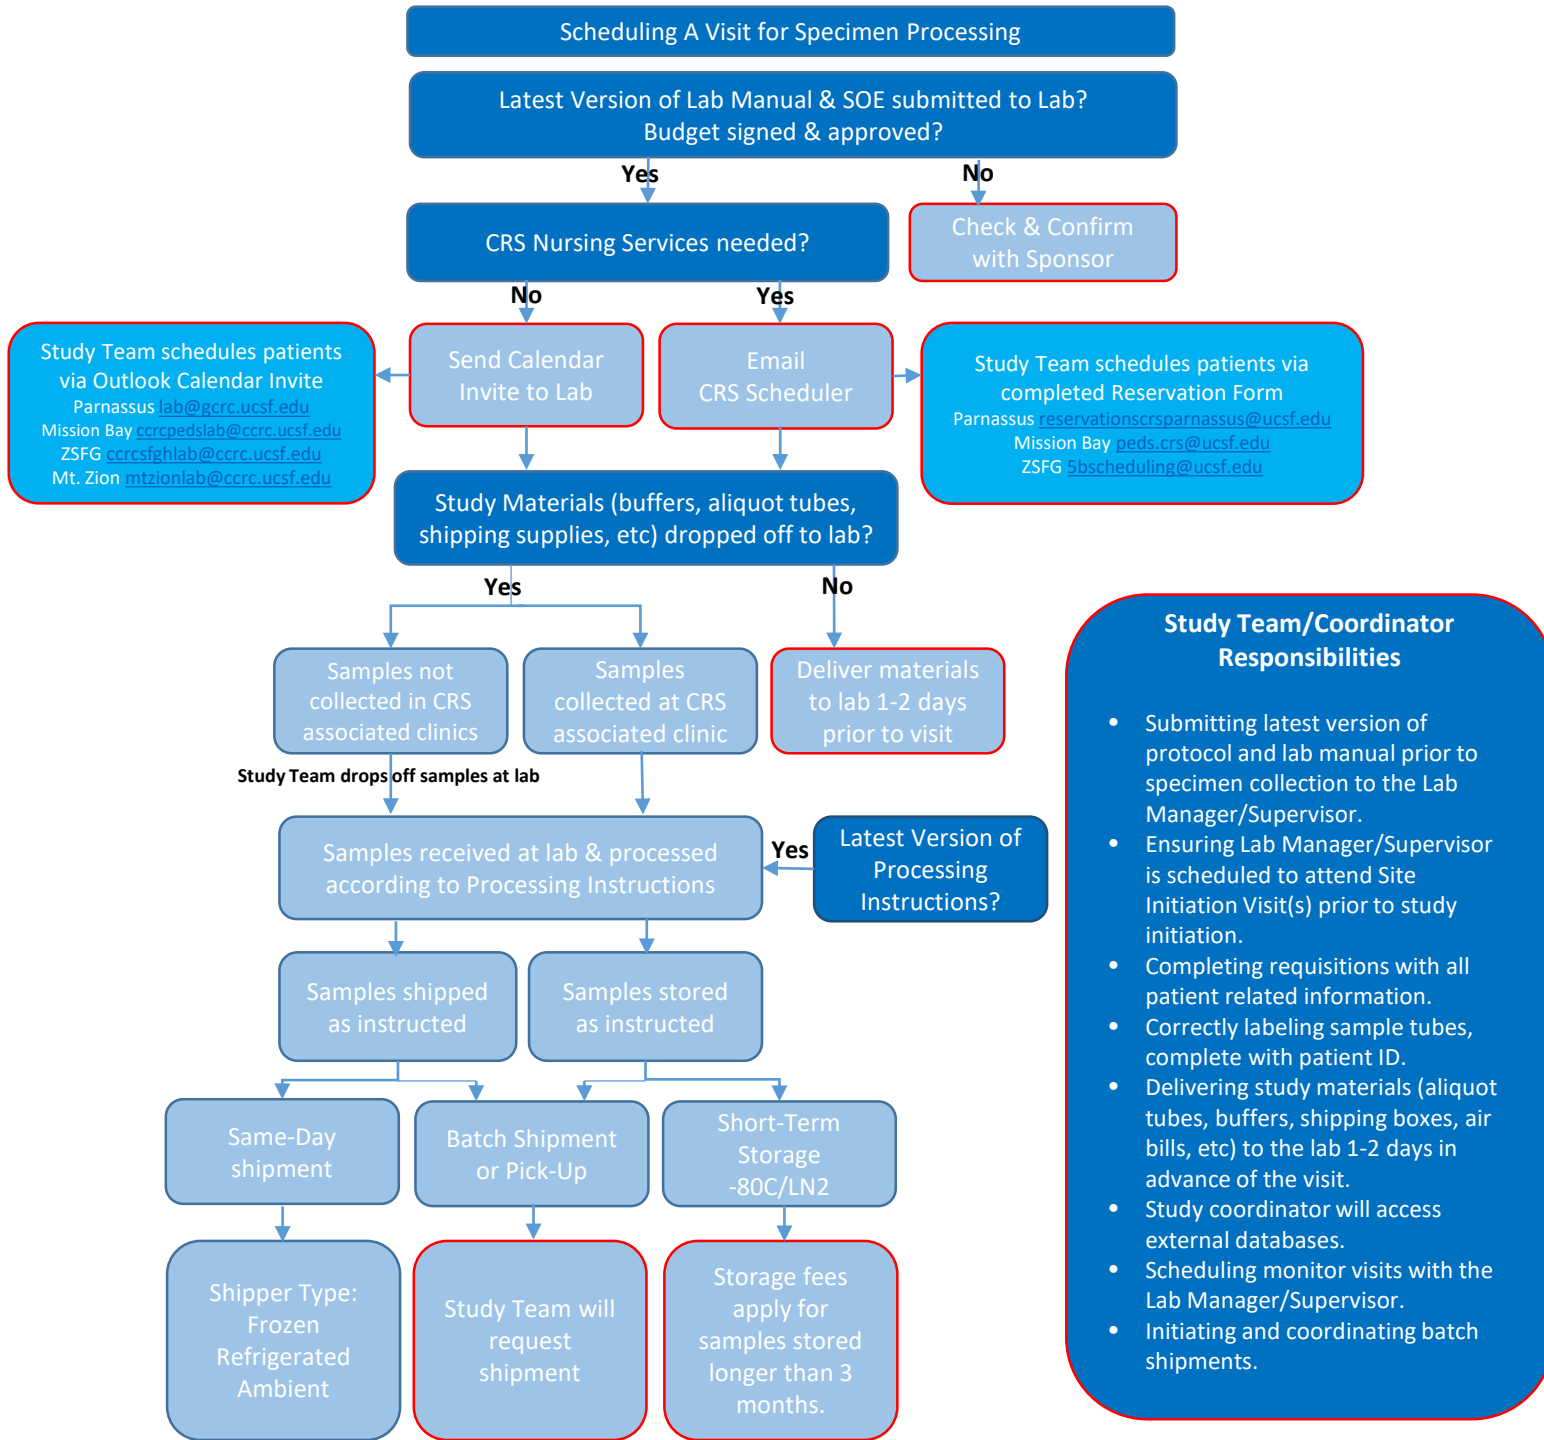 Scheduling A Visit for Specimen Processing
Latest Version of Lab Manual & SOE submitted to Lab?
Budget signed & approved?
Yes
No
CRS Nursing Services needed?
Check & Confirm
with Sponsor
No
Yes
Study Team schedules patients
via Outlook Calendar Invite
Parnassus lab@gcrc.ucsf.edu
Mission Bay ccrcpedslab@ccrc.ucsf.edu
ZSFG ccrcsfghlab@ccrc.ucsf.edu
Mt. Zion mtzionlab@ccrc.ucsf.edu
Send Calendar
Invite to Lab
Email
CRS Scheduler
Study Team schedules patients via
completed Reservation Form
Parnassus reservationscrsparnassus@ucsf.edu
Mission Bay peds.crs@ucsf.edu
ZSFG 5bscheduling@ucsf.edu
Study Materials (buffers, aliquot tubes,
shipping supplies, etc) dropped off to lab?
Yes
No
Samples not
collected in CRS
associated clinics
Samples
collected at CRS
associated clinic
Deliver materials
to lab 1-2 days
prior to visit
Study Team drops off samples at lab
Samples received at lab & processed
according to Processing Instructions
Yes
Latest Version of
Processing
Instructions?
Samples shipped
as instructed
Samples stored
as instructed
Same-Day
shipment
Batch Shipment
or Pick-Up
Short-Term
Storage
-80C/LN2
Shipper Type:
Frozen
Refrigerated
Ambient
Study Team will
request
shipment
Storage fees
apply for
samples stored
longer than 3
months.
Study Team/Coordinator
Responsibilities
• Submitting latest version of
protocol and lab manual prior to
specimen collection to the Lab
Manager/Supervisor.
• Ensuring Lab Manager/Supervisor
is scheduled to attend Site
Initiation Visit(s) prior to study
initiation.
• Completing requisitions with all
patient related information.
• Correctly labeling sample tubes,
complete with patient ID.
• Delivering study materials (aliquot
tubes, buffers, shipping boxes, air
bills, etc) to the lab 1-2 days in
advance of the visit.
• Study coordinator will access
external databases.
• Scheduling monitor visits with the
Lab Manager/Supervisor.
• Initiating and coordinating batch
shipments.